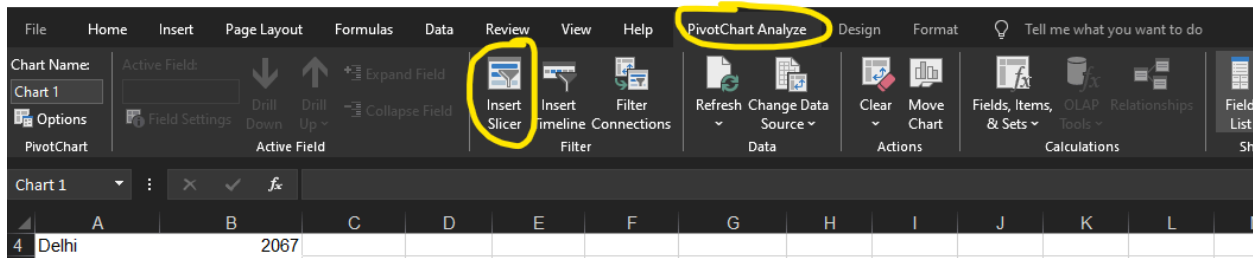 File Home Insert Page Layout Formulas Data Review View Help PivotChart Analyze Design Format Tell me what you want to do
Chart Name:
Chart 1
Options
PivotChart
Active Field:
Field Settings
Drill
Down
Drill
Up
Expand Field
Collapse Field
Active Field
Insert
Slicer
Insert
Timeline
Filter
Connections
Filter
Refresh
Change Data
Source
Data
Clear
Move
Chart
Actions
Fields, Items,
& Sets
OLAP
Tools
Relationships
Calculations
Field
List
Sh
Chart 1 fx
A B C D E F G H I J K L
4 Delhi 2067